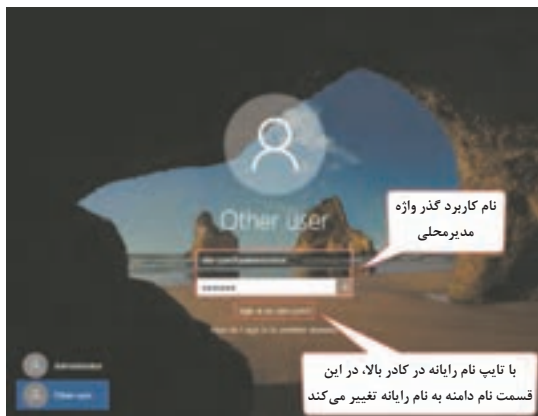 Other user
نام کاربرد گذر واژه
مدیرمحلی
Administrator
Other user
با تایپ نام رایانه در کادر بالا، در این
قسمت نام دامنه به نام رایانه تغییر می‌کند